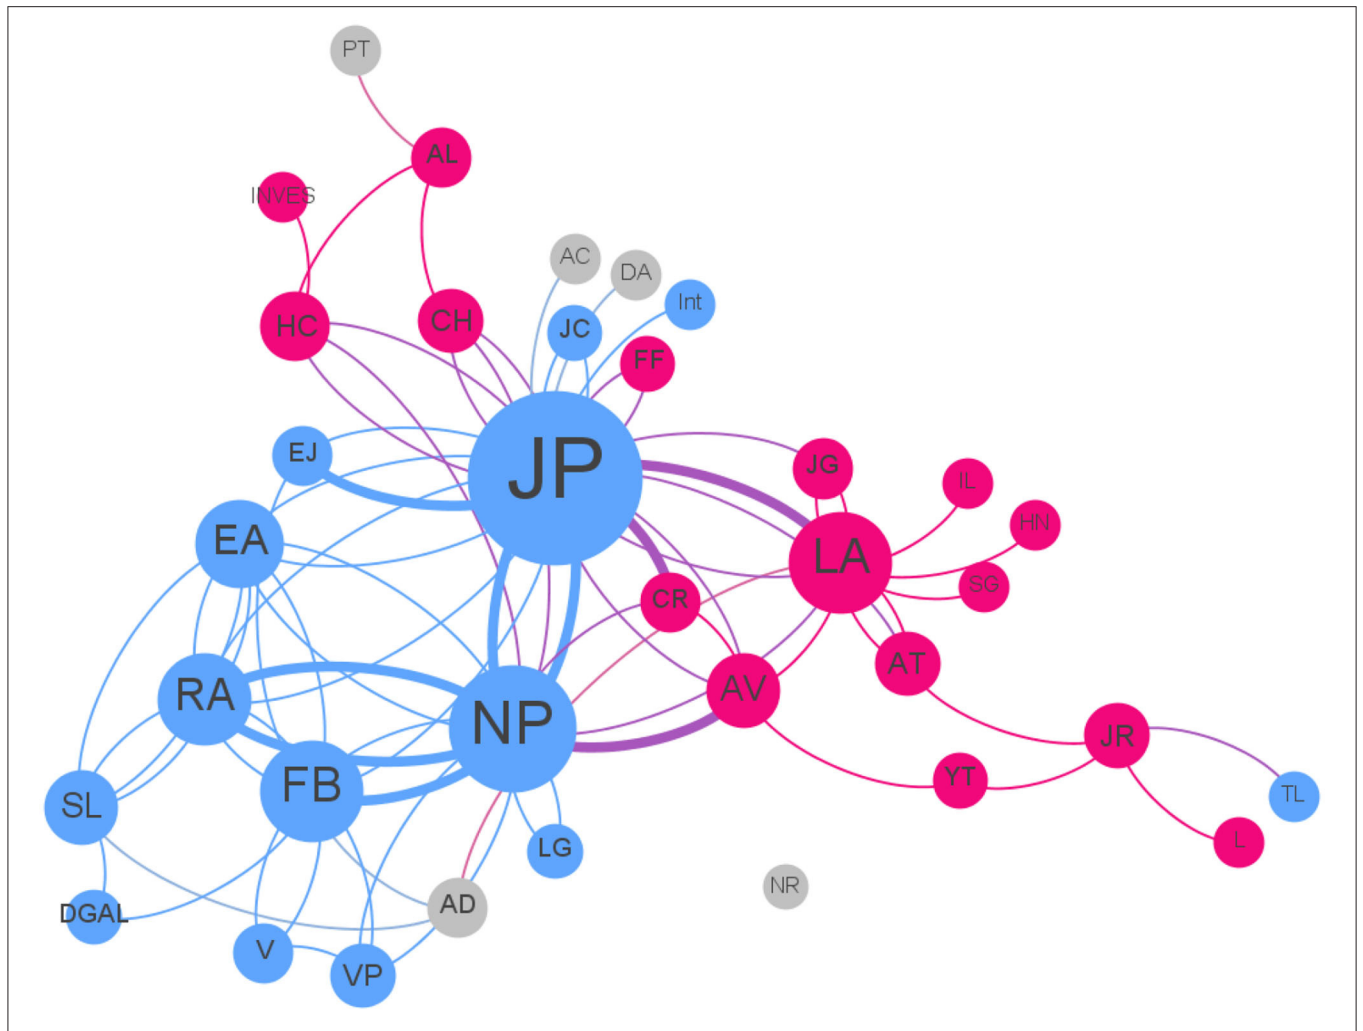 PT
AL
INVES
AC
DA
Int
HC
CH
JC
FF
EJ
JP
JG
IL
HN
EA
LA
SG
CR
RA
NP
AV
AT
JR
FB
YT
TL
SL
LG
L
DGAL
AD
NR
V
VP